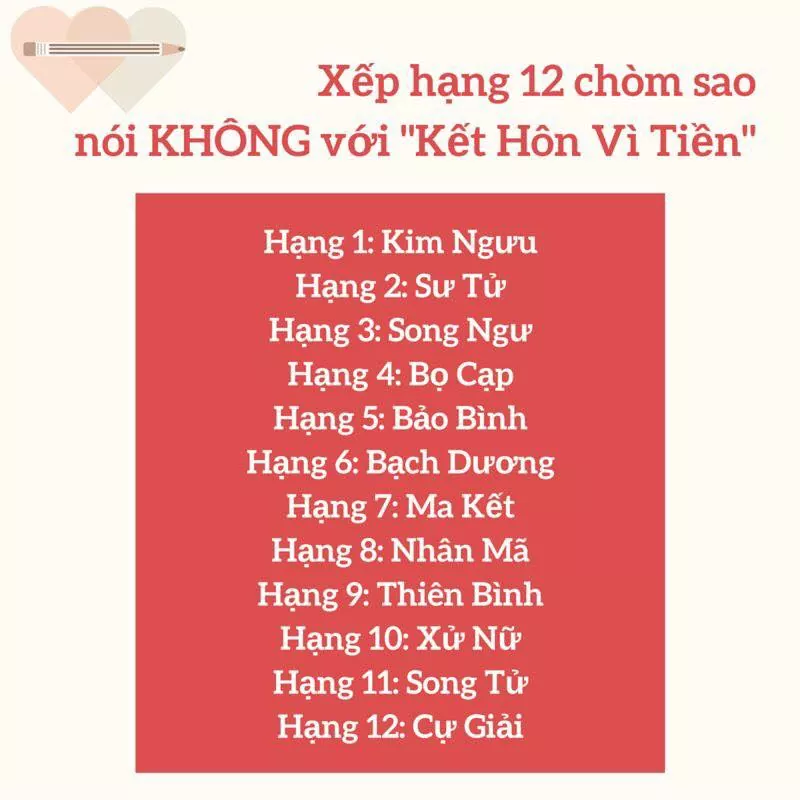 Xếp hạng 12 chòm sao
nói KHÔNG với "Kết Hôn Vì Tiền"
Hạng 1: Kim Ngưu
Hạng 2: Sư Tử
Hạng 3: Song Ngư
Hạng 4: Bọ Cạp
Hạng 5: Bảo Bình
Hạng 6: Bạch Dương
Hạng 7: Ma Kết
Hạng 8: Nhân Mã
Hạng 9: Thiên Bình
Hạng 10: Xử Nữ
Hạng 11: Song Tử
Hạng 12: Cự Giải